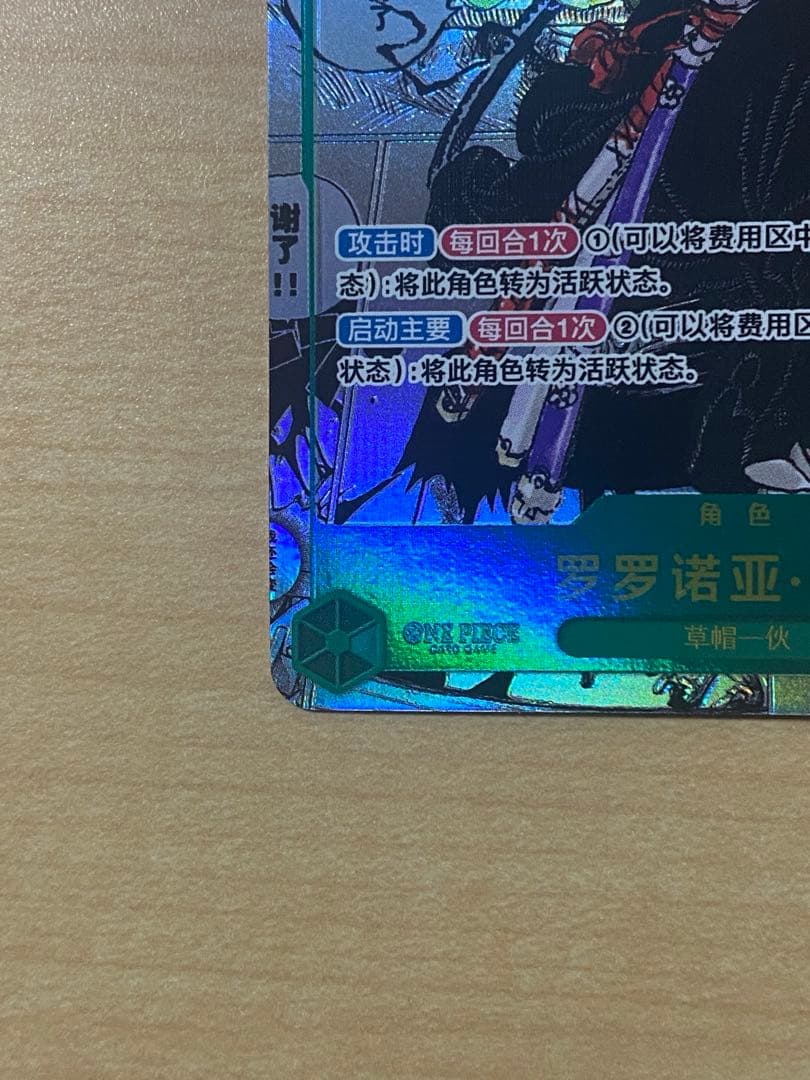 谢了!!
攻击时 每回合1次 ①(可以将费用区中
态):将此角色转为活跃状态。
启动主要 每回合1次 ②(可以将费用区
状态):将此角色转为活跃状态。
角色
罗罗诺亚·
ONE PIECE
CARD GAME
草帽一伙